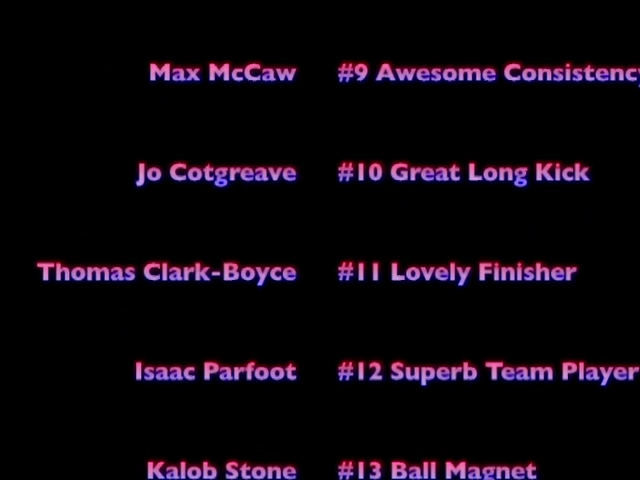 Max McCaw #9 Awesome Consistency
Jo Cotgreave #10 Great Long Kick
Thomas Clark-Boyce #11 Lovely Finisher
Isaac Parfoot #12 Superb Team Player
Kalob Stone #13 Ball Magnet